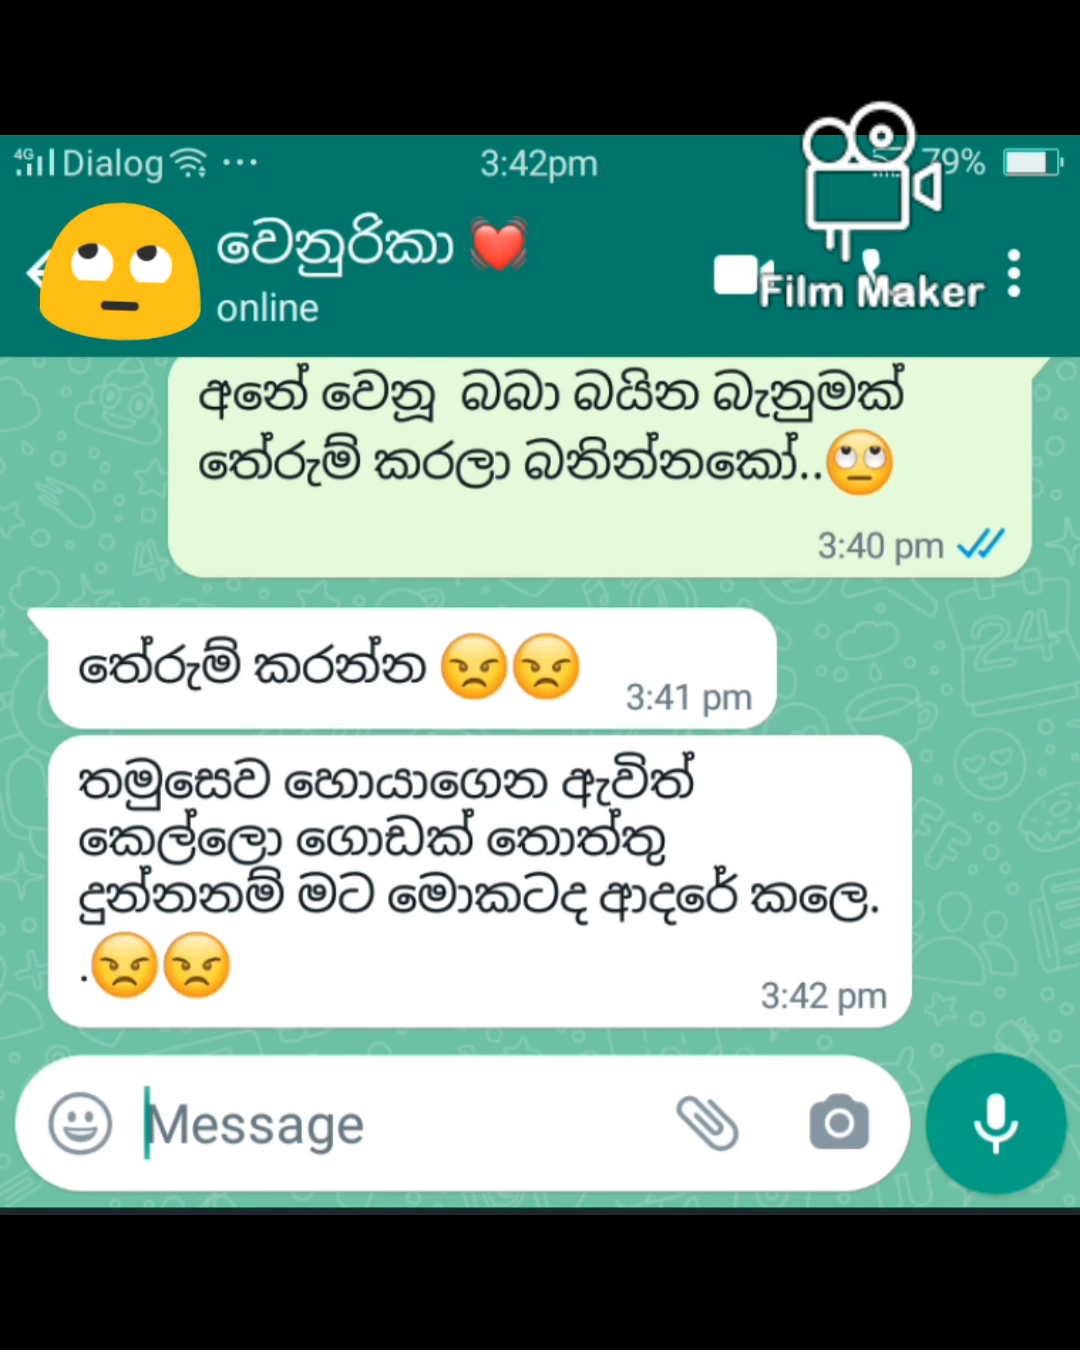 4G Dialog 3:42pm 79%
වෙනුරිකා
online
Film Maker
අනේ වෙනූ බබා බයින බැනුමක්
තේරුම් කරලා බනින්නකෝ..
3:40 pm
තේරුම් කරන්න
3:41 pm
තමුසෙව හොයාගෙන ඇවිත්
කෙල්ලො ගොඩක් තොත්තු
දුන්නනම් මට මොකටද ආදරේ කලෙ.
.
3:42 pm
Message